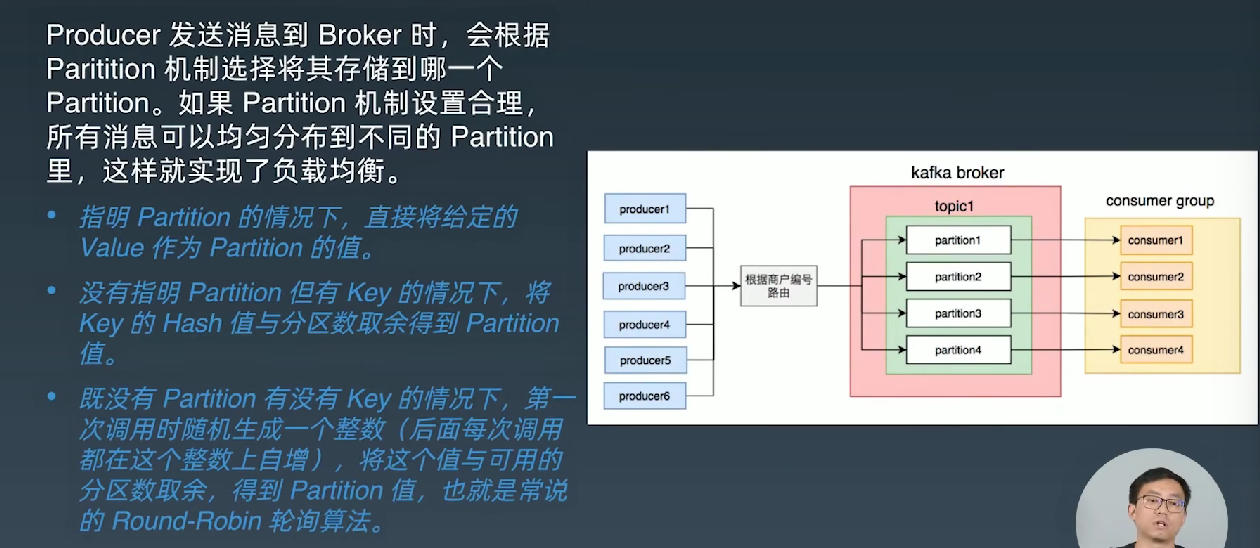 Producer 发送消息到 Broker 时，会根据
Paritition 机制选择将其存储到哪一个
Partition。如果 Partition 机制设置合理，
所有消息可以均匀分布到不同的 Partition
里，这样就实现了负载均衡。
• 指明 Partition 的情况下，直接将给定的
Value 作为 Partition 的值。
• 没有指明 Partition 但有 Key 的情况下，将
Key 的 Hash 值与分区数取余得到 Partition
值。
• 既没有 Partition 有没有 Key 的情况下，第一
次调用时随机生成一个整数（后面每次调用
都在这个整数上自增），将这个值与可用的
分区数取余，得到 Partition 值，也就是常说
的 Round-Robin 轮询算法。
producer1
producer2
producer3
producer4
producer5
producer6
根据商户编号
路由
kafka broker
topic1
partition1
partition2
partition3
partition4
consumer group
consumer1
consumer2
consumer3
consumer4